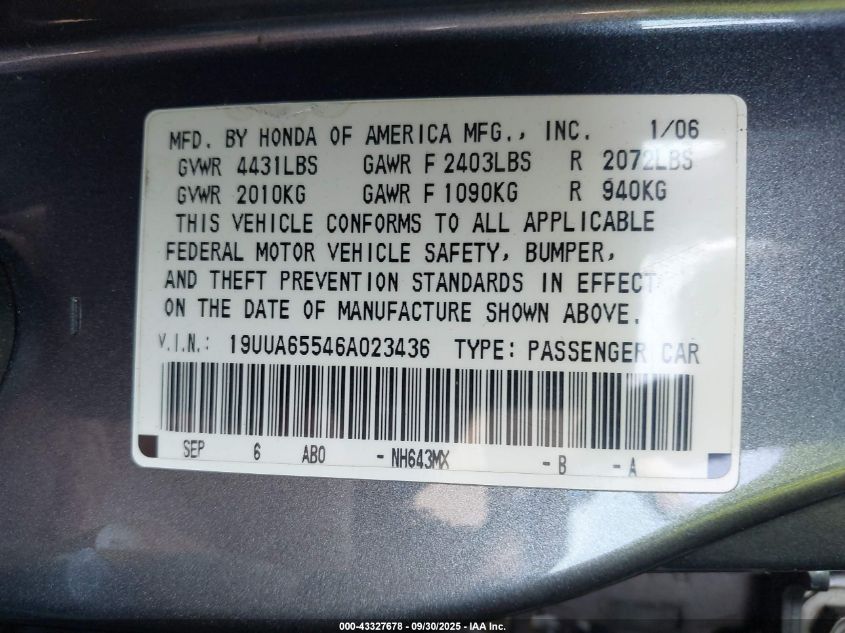 MFD. BY HONDA OF AMERICA MFG., INC. 1/06
GVWR 4431LBS GAWR F 2403LBS R 2072LBS
GVWR 2010KG GAWR F 1090KG R 940KG
THIS VEHICLE CONFORMS TO ALL APPLICABLE
FEDERAL MOTOR VEHICLE SAFETY, BUMPER,
AND THEFT PREVENTION STANDARDS IN EFFECT
ON THE DATE OF MANUFACTURE SHOWN ABOVE.
V.I.N.: 19UUA65546A023436 TYPE: PASSENGER CAR
SEP 6 AB0 - NH643MX - B - A
000-43327678 - 09/30/2025 - IAA Inc.